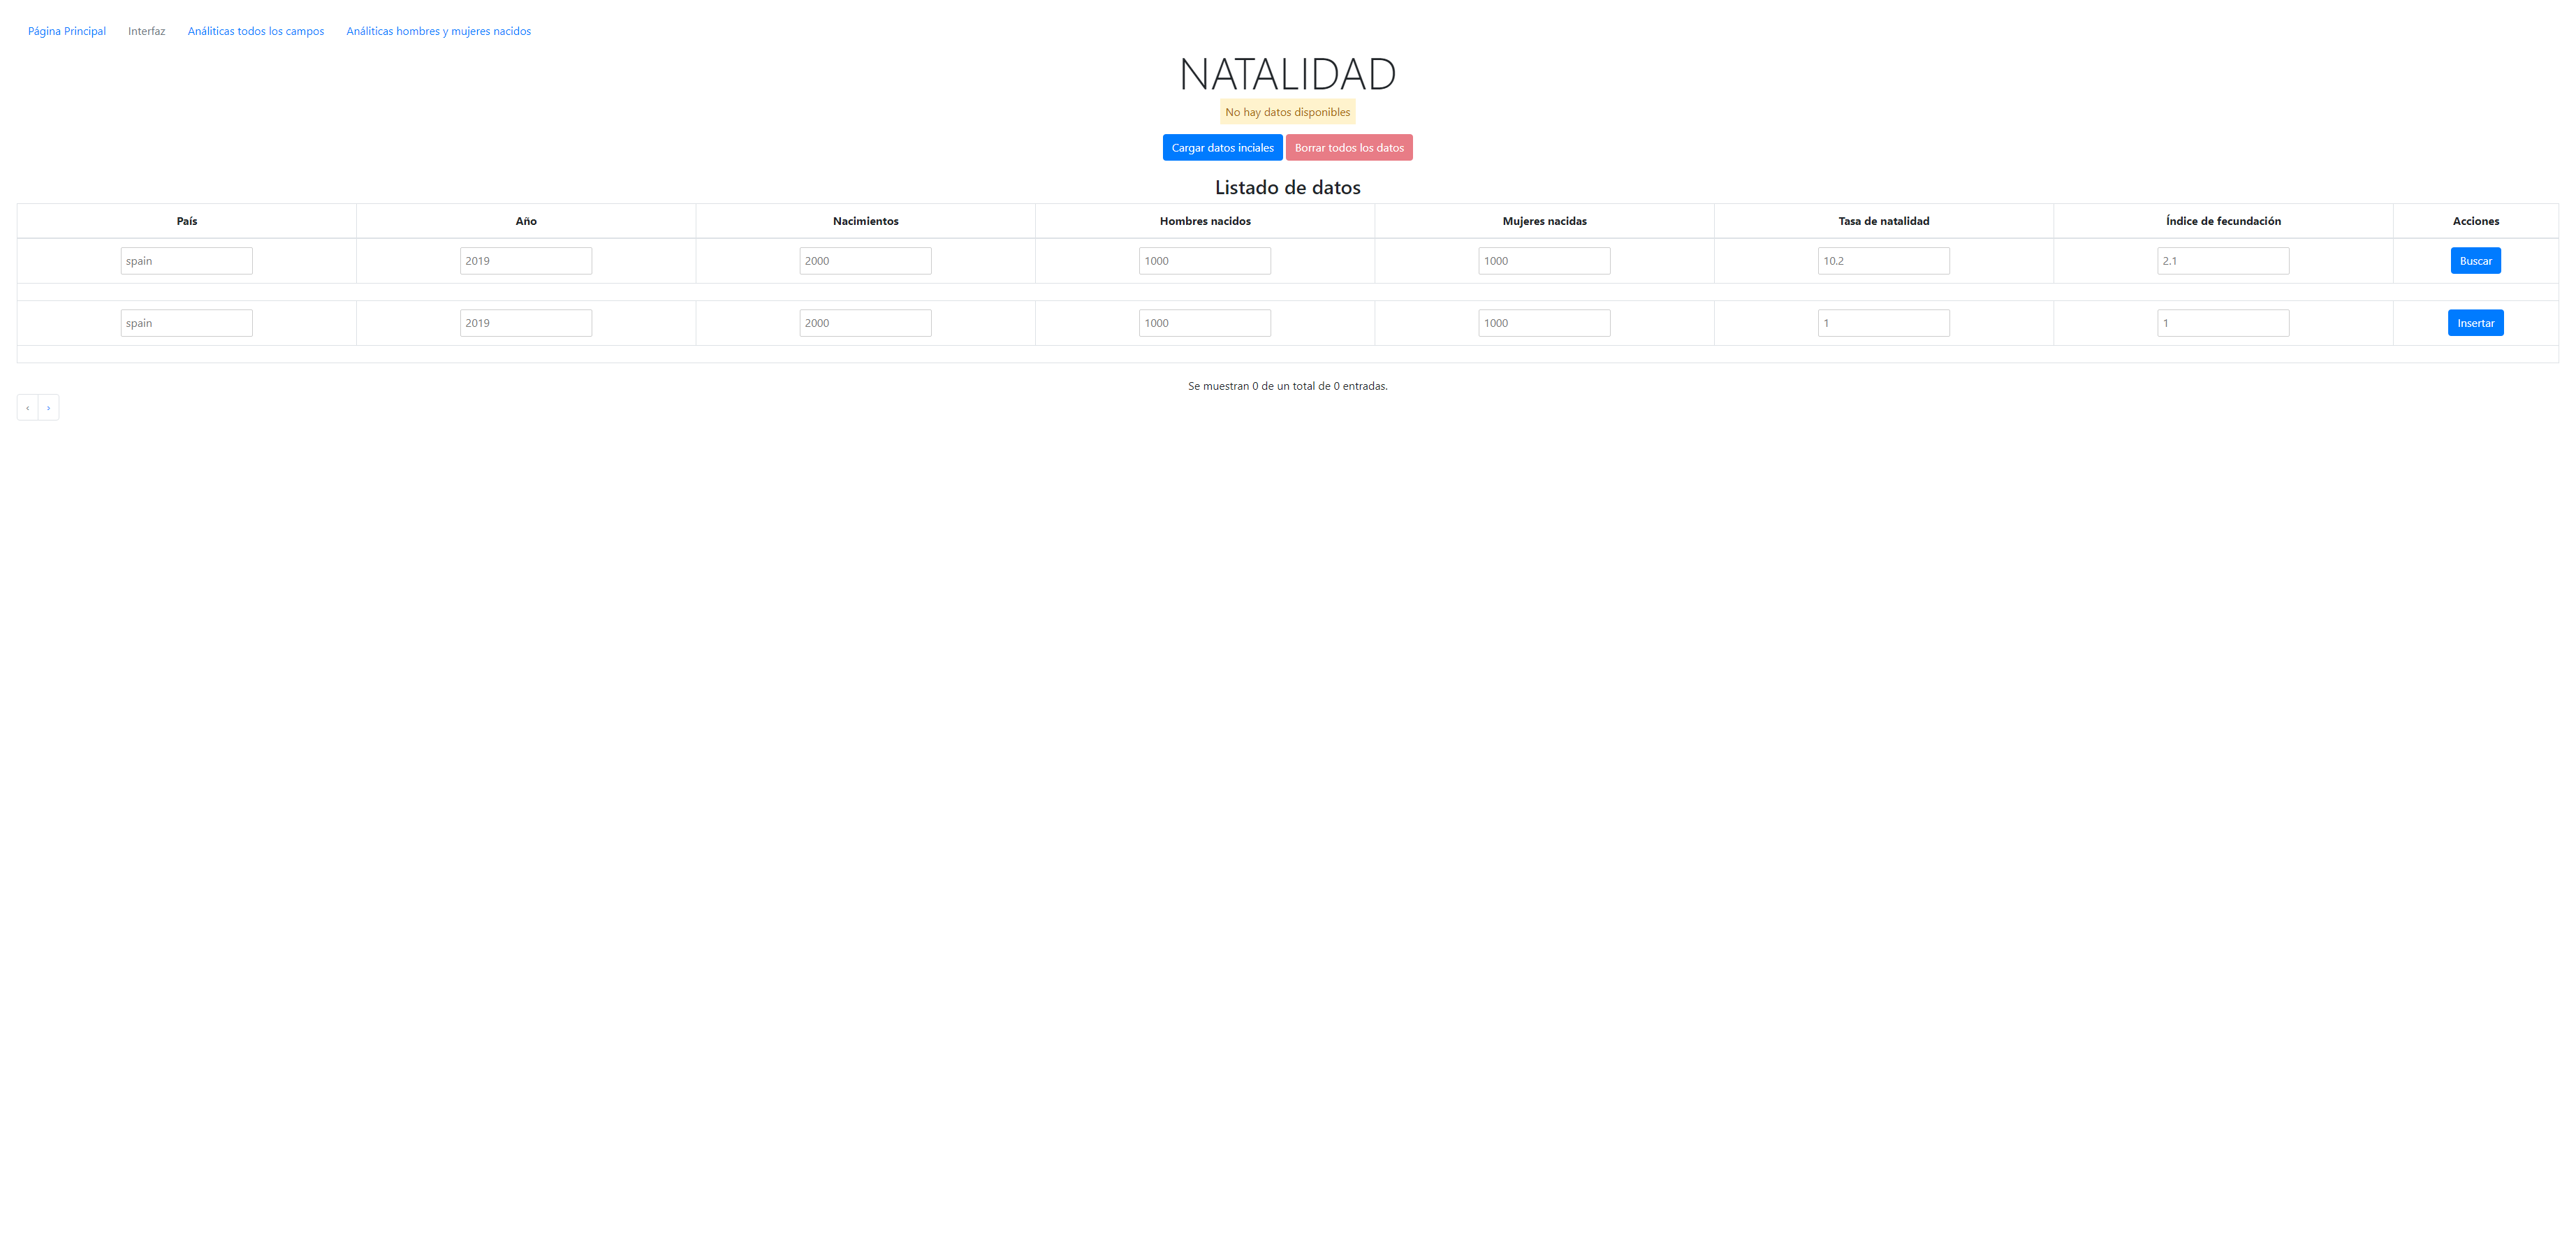 Página Principal Interfaz Análiticas todos los campos Análiticas hombres y mujeres nacidos
NATALIDAD
No hay datos disponibles
Cargar datos inciales Borrar todos los datos
Listado de datos
País Año Nacimientos Hombres nacidos Mujeres nacidas Tasa de natalidad Índice de fecundación Acciones
spain 2019 2000 1000 1000 10.2 2.1 Buscar
spain 2019 2000 1000 1000 1 1 Insertar
Se muestran 0 de un total de 0 entradas.
‹ ›